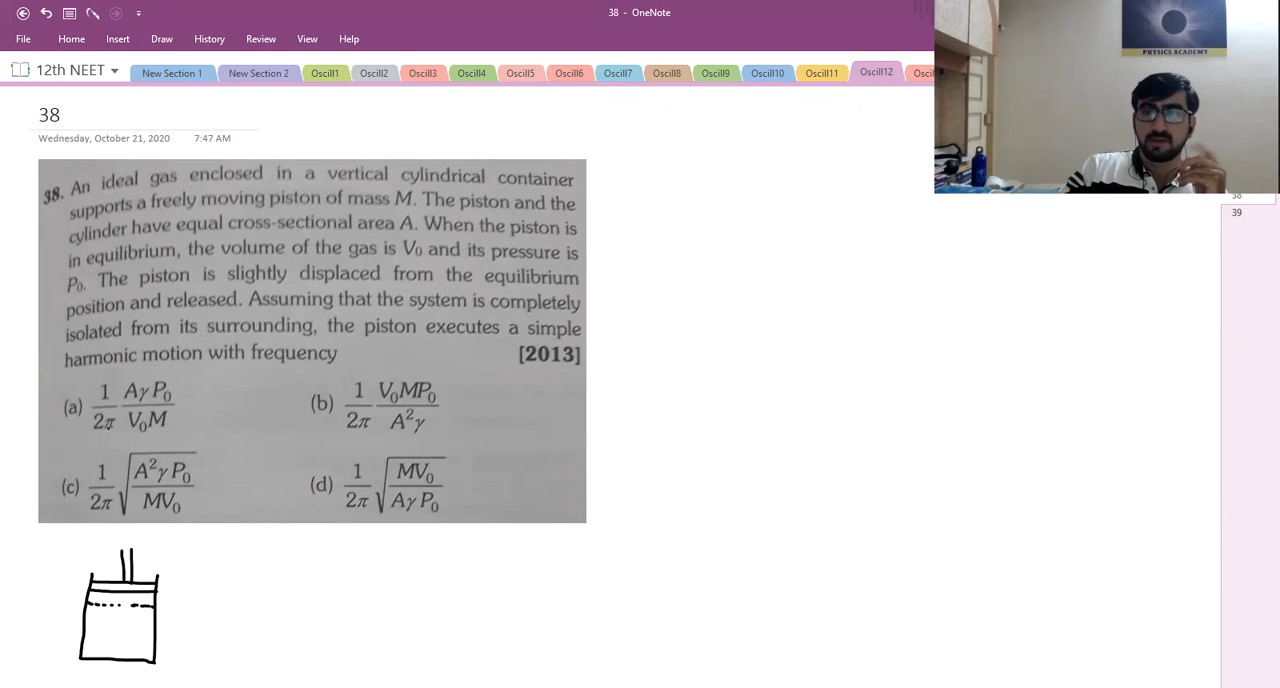 38 - OneNote
File Home Insert Draw History Review View Help
12th NEET New Section 1 New Section 2 Oscill1 Oscill2 Oscill3 Oscill4 Oscill5 Oscill6 Oscill7 Oscill8 Oscill9 Oscill10 Oscill11 Oscill12 Oscil
PHYSICS ACADEMY
38
Wednesday, October 21, 2020 7:47 AM
38
39
38. An ideal gas enclosed in a vertical cylindrical container
supports a freely moving piston of mass M. The piston and the
cylinder have equal cross-sectional area A. When the piston is
in equilibrium, the volume of the gas is V₀ and its pressure is
P₀. The piston is slightly displaced from the equilibrium
position and released. Assuming that the system is completely
isolated from its surrounding, the piston executes a simple
harmonic motion with frequency [2013]
(a) 1/2π AγP₀/V₀M (b) 1/2π V₀MP₀/A²γ
(c) 1/2π √(A²γP₀/MV₀) (d) 1/2π √(MV₀/AγP₀)